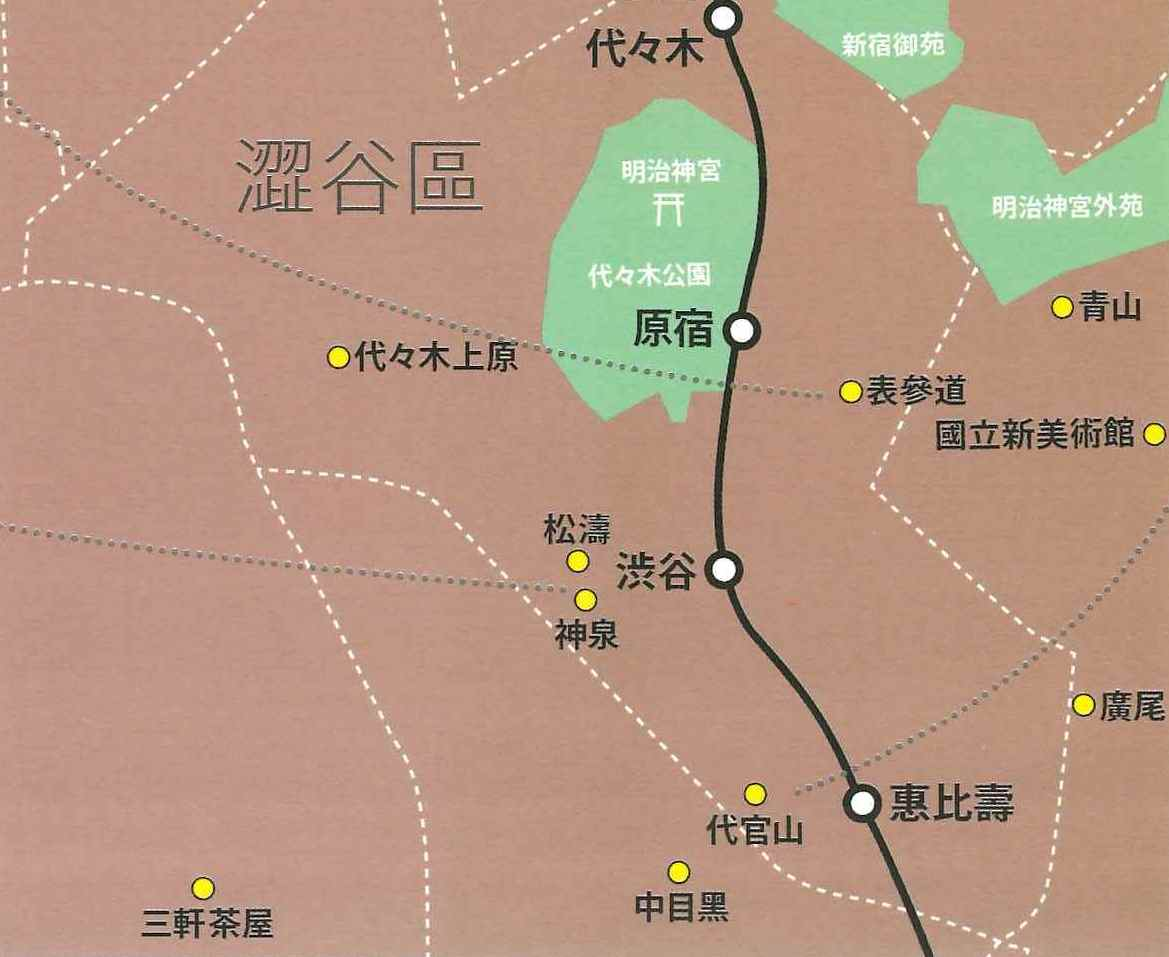 代々木
新宿御苑
澀谷區
明治神宮
明治神宮外苑
代々木公園
青山
原宿
代々木上原
表參道
國立新美術館
松濤
渋谷
神泉
廣尾
惠比壽
代官山
三軒茶屋
中目黑